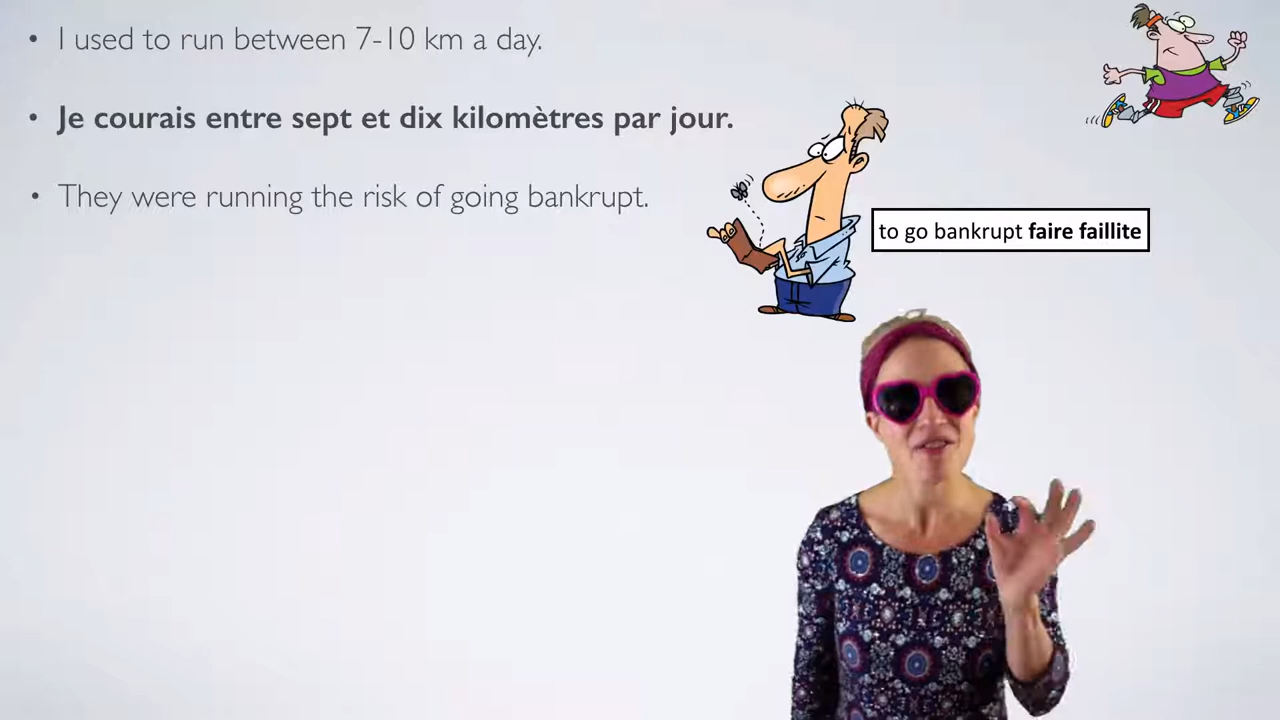 • I used to run between 7-10 km a day.
• Je courais entre sept et dix kilomètres par jour.
• They were running the risk of going bankrupt.
to go bankrupt faire faillite